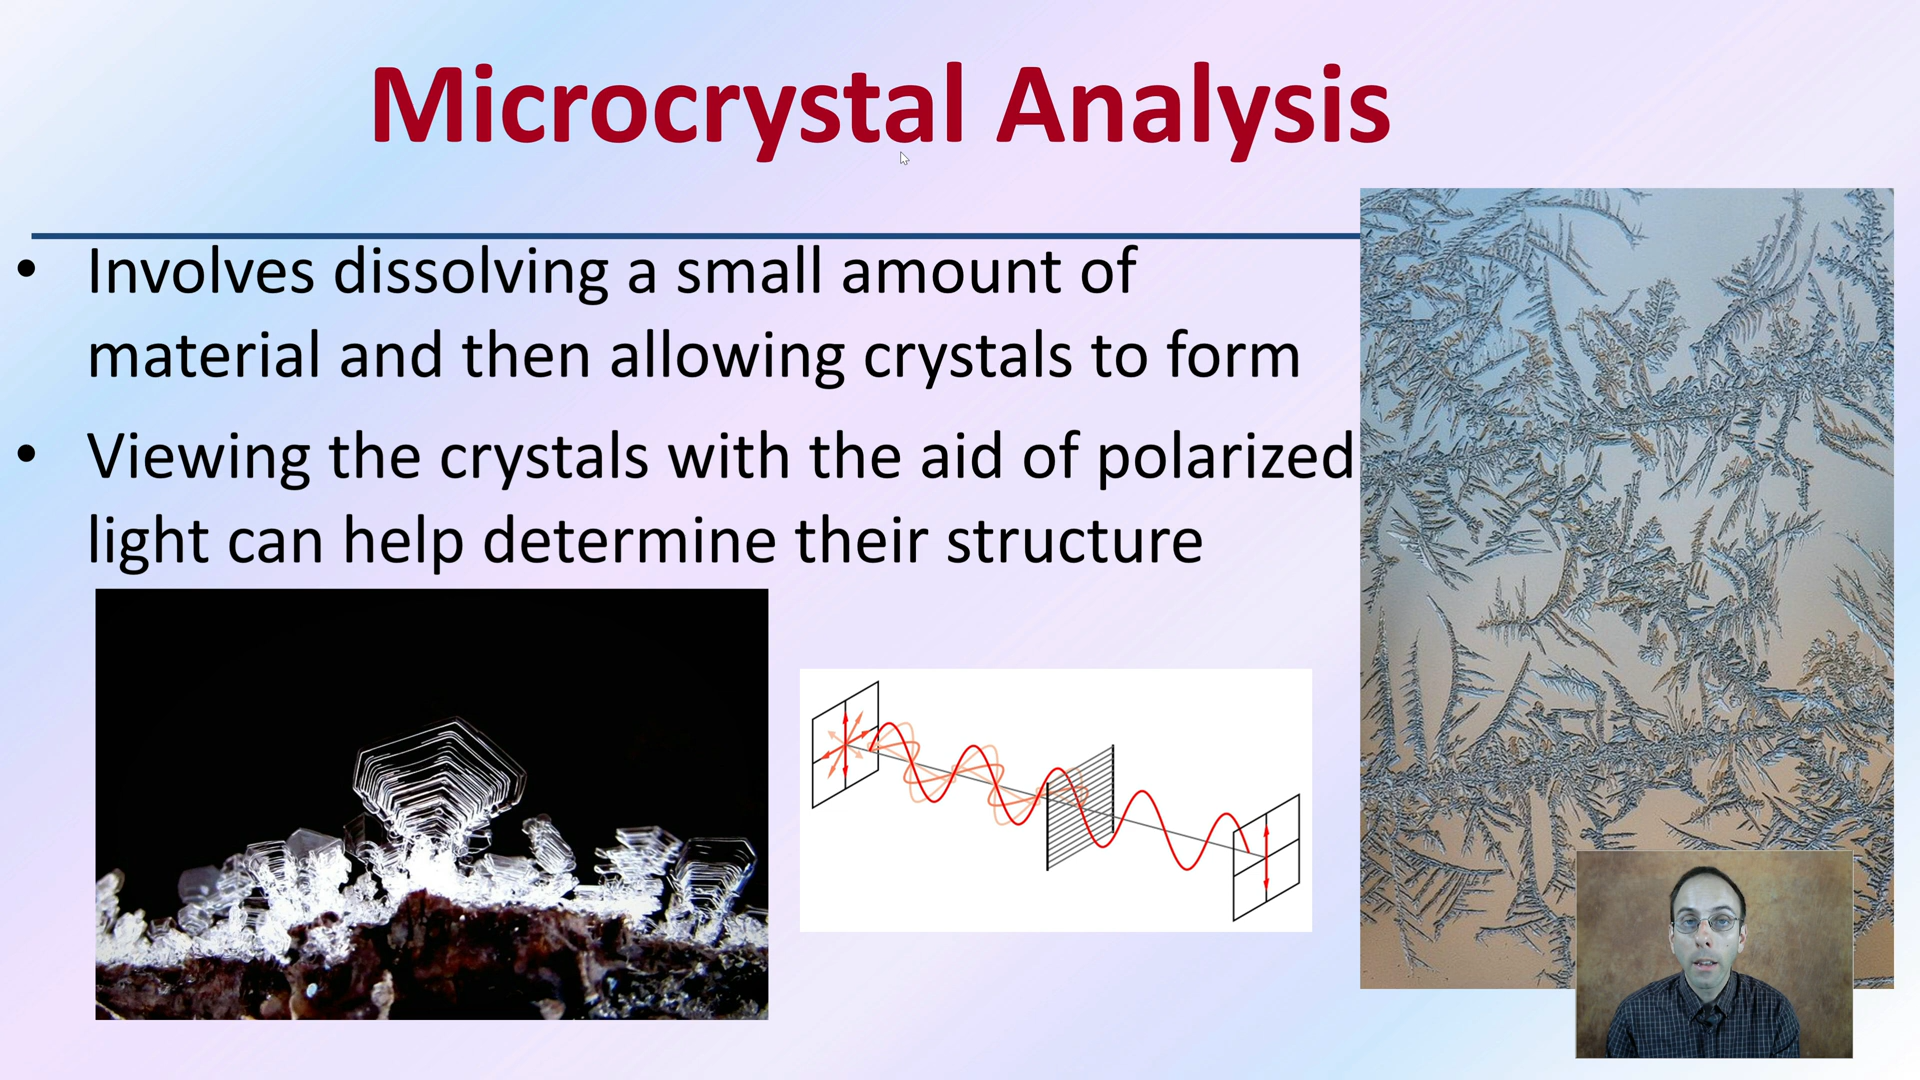 Microcrystal Analysis
• Involves dissolving a small amount of
material and then allowing crystals to form
• Viewing the crystals with the aid of polarized
light can help determine their structure